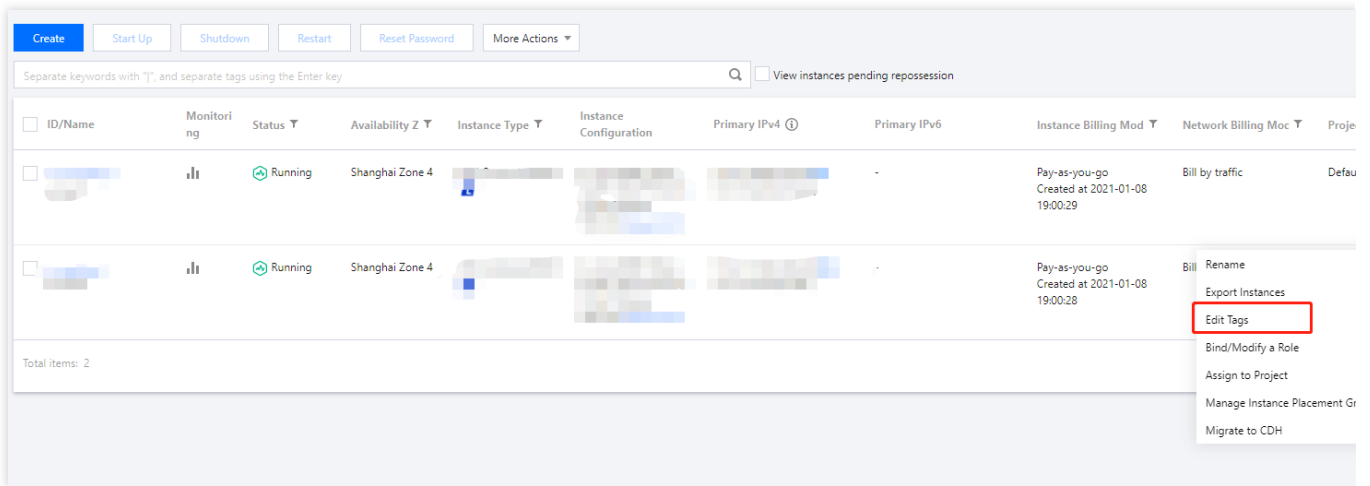 Create Start Up Shutdown Restart Reset Password More Actions
Separate keywords with "|", and separate tags using the Enter key View instances pending repossession
ID/Name Monitori ng Status Availability Z Instance Type Instance Configuration Primary IPv4 Primary IPv6 Instance Billing Mod Network Billing Moc Projec
Running Shanghai Zone 4 - Pay-as-you-go Bill by traffic Defau
Created at 2021-01-08
19:00:29
Running Shanghai Zone 4 - Pay-as-you-go Bill
Created at 2021-01-08
19:00:28
Rename
Export Instances
Edit Tags
Bind/Modify a Role
Assign to Project
Manage Instance Placement Gr
Migrate to CDH
Total items: 2